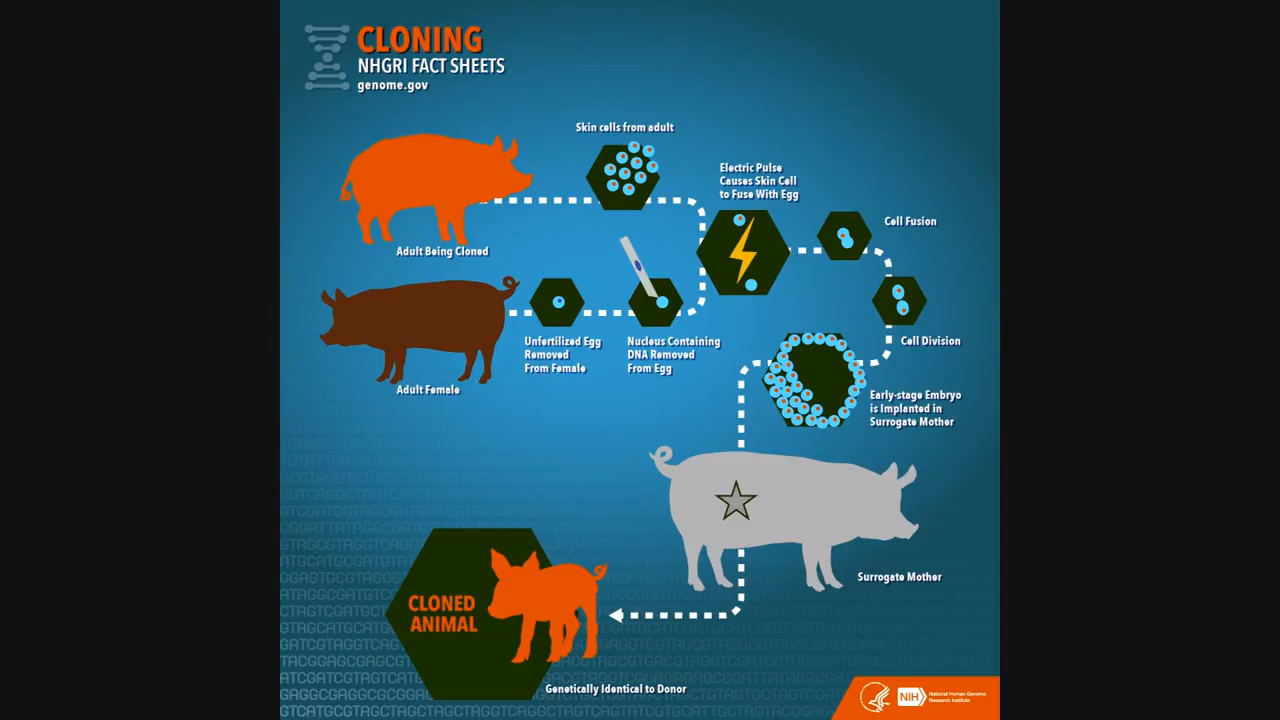 CLONING
NHGRI FACT SHEETS
genome.gov
Skin cells from adult
Electric Pulse
Causes Skin Cell
to Fuse With Egg
Cell Fusion
Adult Being Cloned
Unfertilized Egg
Removed
From Female
Nucleus Containing
DNA Removed
From Egg
Cell Division
Adult Female
Early-stage Embryo
is Implanted in
Surrogate Mother
Surrogate Mother
CLONED
ANIMAL
Genetically Identical to Donor
NIH
National Human Genome
Research Institute